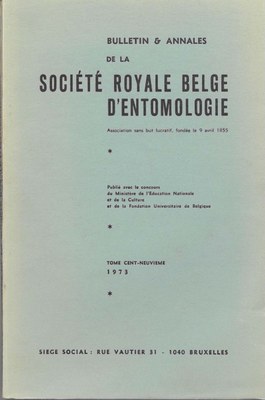 BULLETIN & ANNALES
DE LA
SOCIÉTÉ ROYALE BELGE
D'ENTOMOLOGIE
Association sans but lucratif, fondée le 9 avril 1855
*
Publié avec le concours
du Ministère de l'Education Nationale
et de la Culture
et de la Fondation Universitaire de Belgique
*
TOME CENT-NEUVIEME
1973
*
SIEGE SOCIAL : RUE VAUTIER 31 - 1040 BRUXELLES